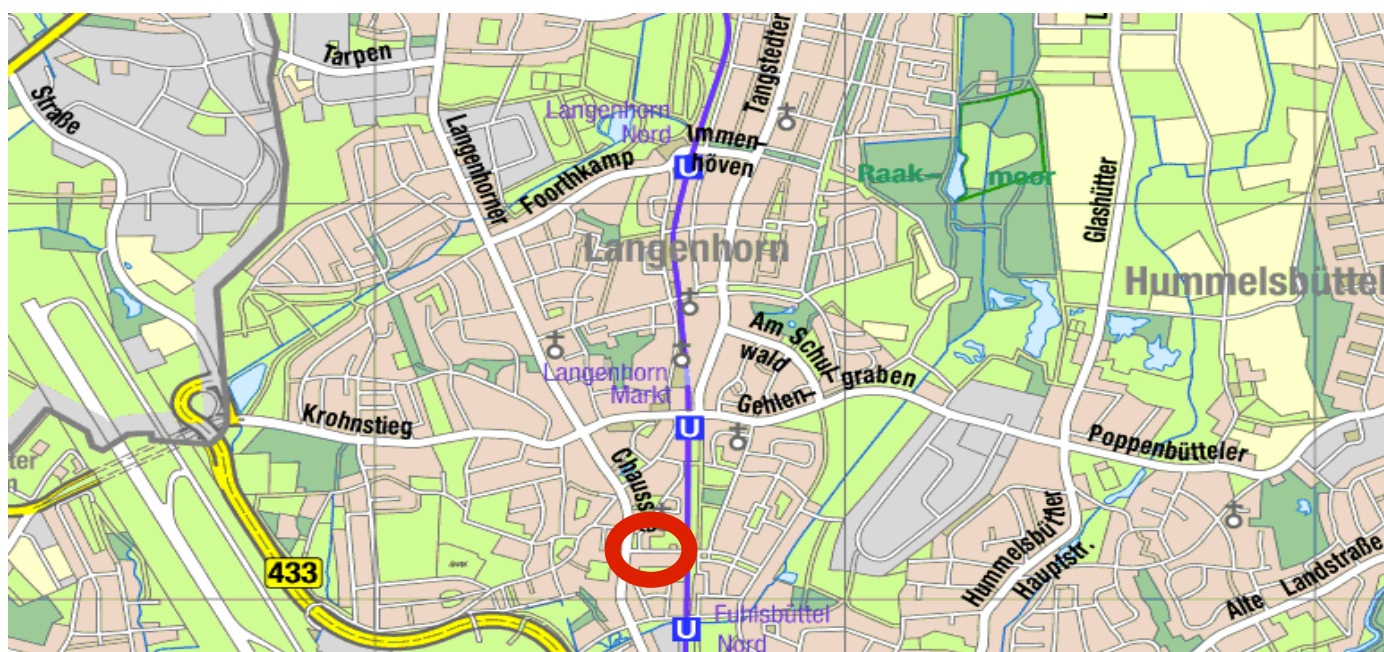 Tarpen
Straße
Langenhorner
Langenhorn
Nord
Foorthkamp
U
Immen-
höven
Tangstedter
Raak-
moor
Glashütter
Langenhorn
Hummelsbüttel
Am Schul-
wald
Langenhorn
Markt
Gehlen-
graben
Krohnstieg
U
Poppenbütteler
Chaussee
Hummelsbüttler
Hauptstr.
433
Alte
Landstraße
Fuhlsbüttel
U
Nord